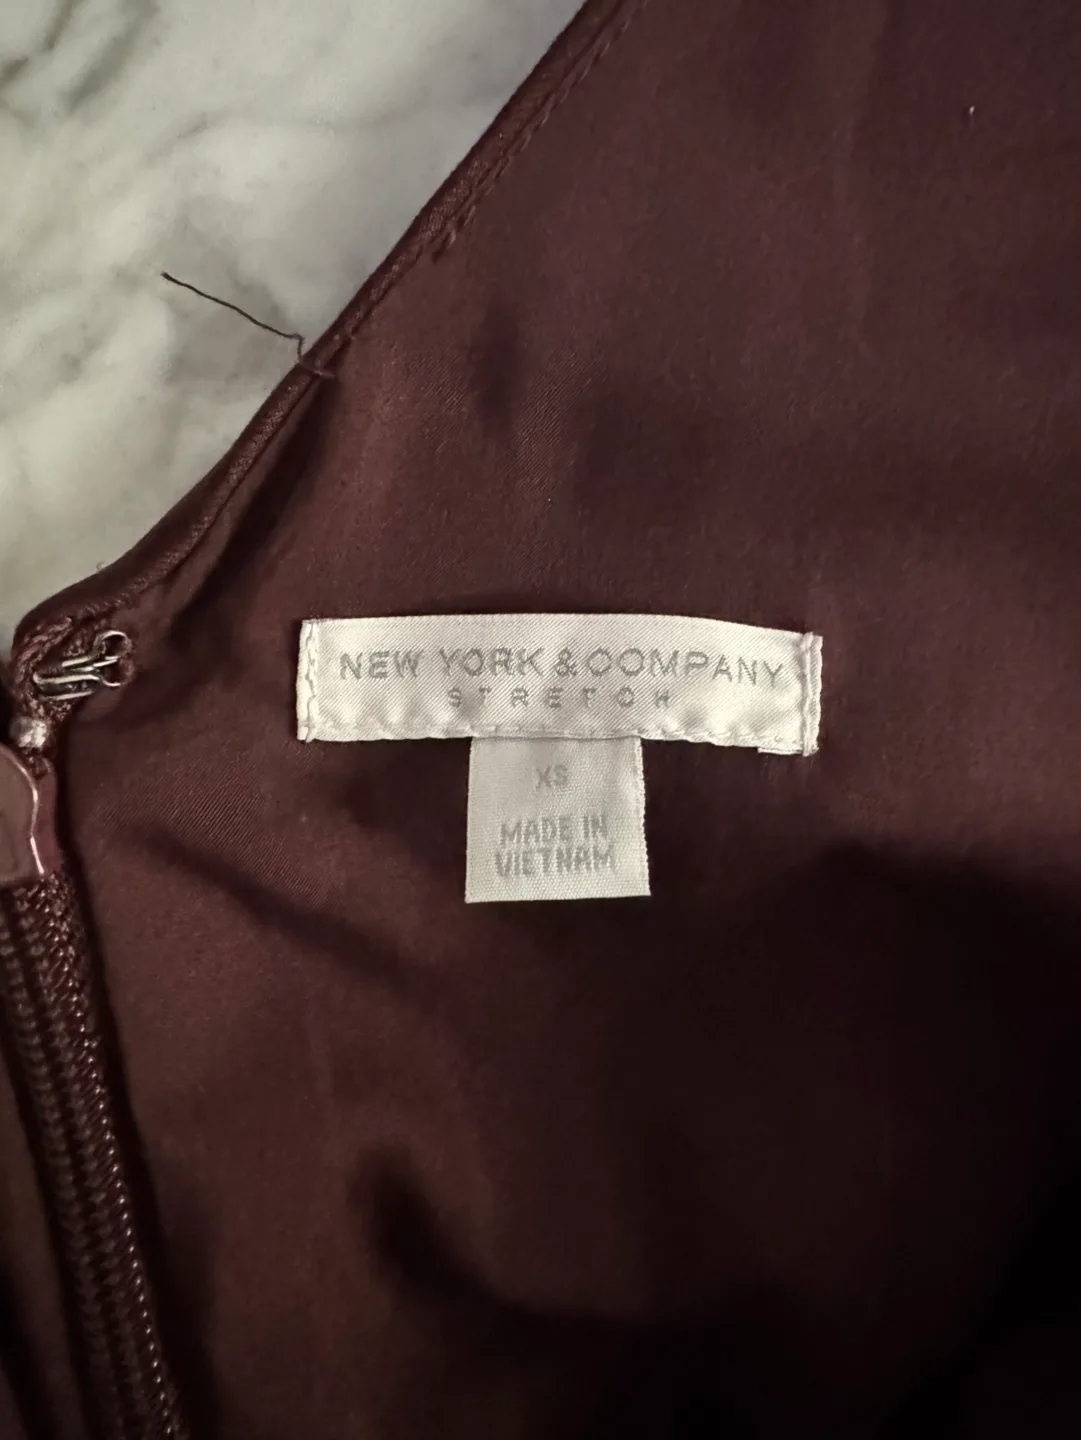 NEW YORK & COMPANY
STRETCH
XS
MADE IN
VIETNAM